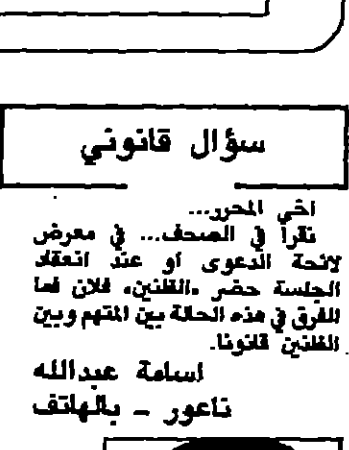 سؤال قانوني
اخي المحرر...
نقرأ في الصحف... في معرض
لائحة الدعوى او عند انعقاد
الجلسة حضر «الظنين» فلان فما
الفرق في هذه الحالة بين المتهم وبين
الظنين قانونا.
اسامة عبدالله
ناعور - بالهاتف